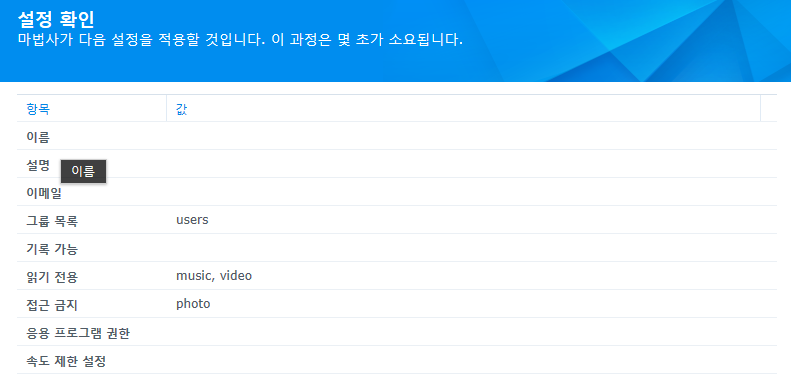 설정 확인
마법사가 다음 설정을 적용할 것입니다. 이 과정은 몇 초가 소요됩니다.
항목 값
이름
설명
이름
이메일
그룹 목록 users
기록 가능
읽기 전용 music, video
접근 금지 photo
응용 프로그램 권한
속도 제한 설정